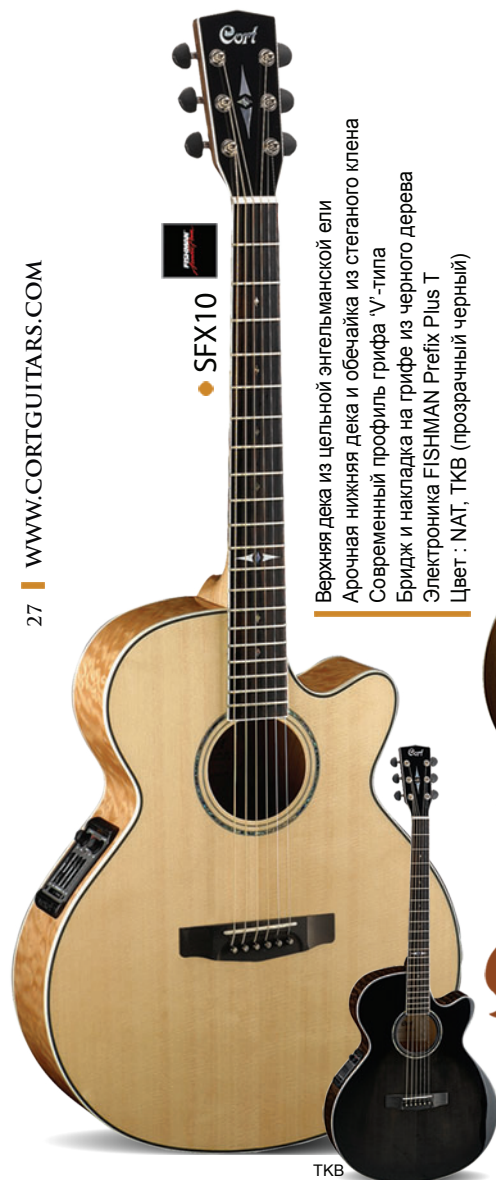 Cort
FISHMAN
SFX10
27 | WWW.CORTGUITARS.COM
Верхняя дека из цельной энгельманской ели
Арочная нижняя дека и обечайка из стеганого клена
Современный профиль грифа ‘V’-типа
Бридж и накладка на грифе из черного дерева
Электроника FISHMAN Prefix Plus T
Цвет : NAT, TKB (прозрачный черный)
Cort
TKB